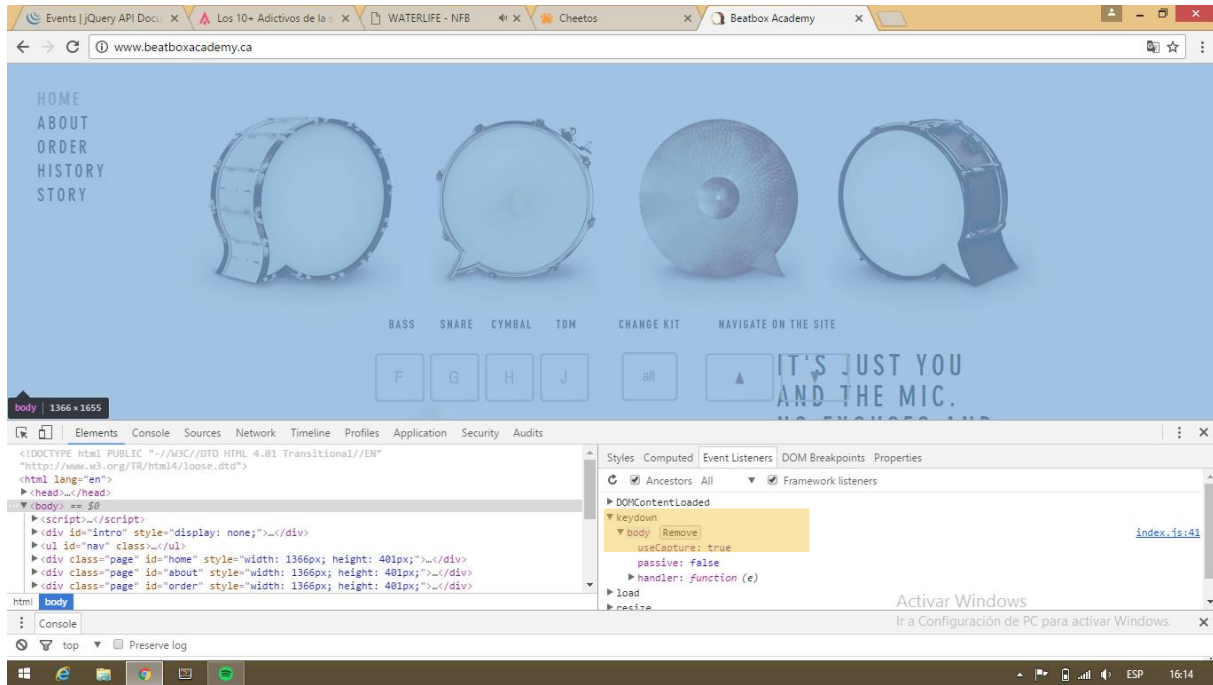 Events | jQuery API Docu
Los 10+ Adictivos de la s
WATERLIFE - NFB
Cheetos
Beatbox Academy
www.beatboxacademy.ca
HOME
ABOUT
ORDER
HISTORY
STORY
BASS SNARE CYMBAL TOM CHANGE KIT NAVIGATE ON THE SITE
F G H J alt ▲ ▼
IT'S JUST YOU
AND THE MIC.
NO EXCUSES AND
body | 1366 × 1655
Elements Console Sources Network Timeline Profiles Application Security Audits
<!DOCTYPE html PUBLIC "-//W3C//DTD HTML 4.01 Transitional//EN"
"http://www.w3.org/TR/html4/loose.dtd">
<html lang="en">
▶<head>…</head>
▼<body> == $0
▶<script>…</script>
▶<div id="intro" style="display: none;">…</div>
▶<ul id="nav" class>…</ul>
▶<div class="page" id="home" style="width: 1366px; height: 401px;">…</div>
▶<div class="page" id="about" style="width: 1366px; height: 401px;">…</div>
▶<div class="page" id="order" style="width: 1366px; height: 401px;">…</div>
html body
Styles Computed Event Listeners DOM Breakpoints Properties
Ancestors All ▼ Framework listeners
▶DOMContentLoaded
▼keydown
▼body Remove index.js:41
useCapture: true
passive: false
▶handler: function (e)
▶load
▶resize
Activar Windows
Ir a Configuración de PC para activar Windows.
Console
top ▼ Preserve log
ESP 16:14